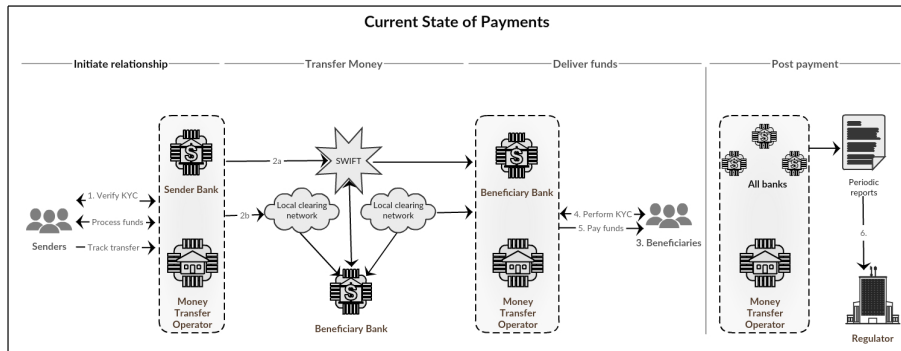 Current State of Payments
Initiate relationship
Transfer Money
Deliver funds
Post payment
Sender Bank
Money
Transfer
Operator
Senders
1. Verify KYC
Process funds
Track transfer
2a
2b
SWIFT
Local clearing
network
Local clearing
network
Beneficiary Bank
Beneficiary Bank
Money
Transfer
Operator
4. Perform KYC
5. Pay funds
3. Beneficiaries
All banks
Money
Transfer
Operator
Periodic
reports
6.
Regulator